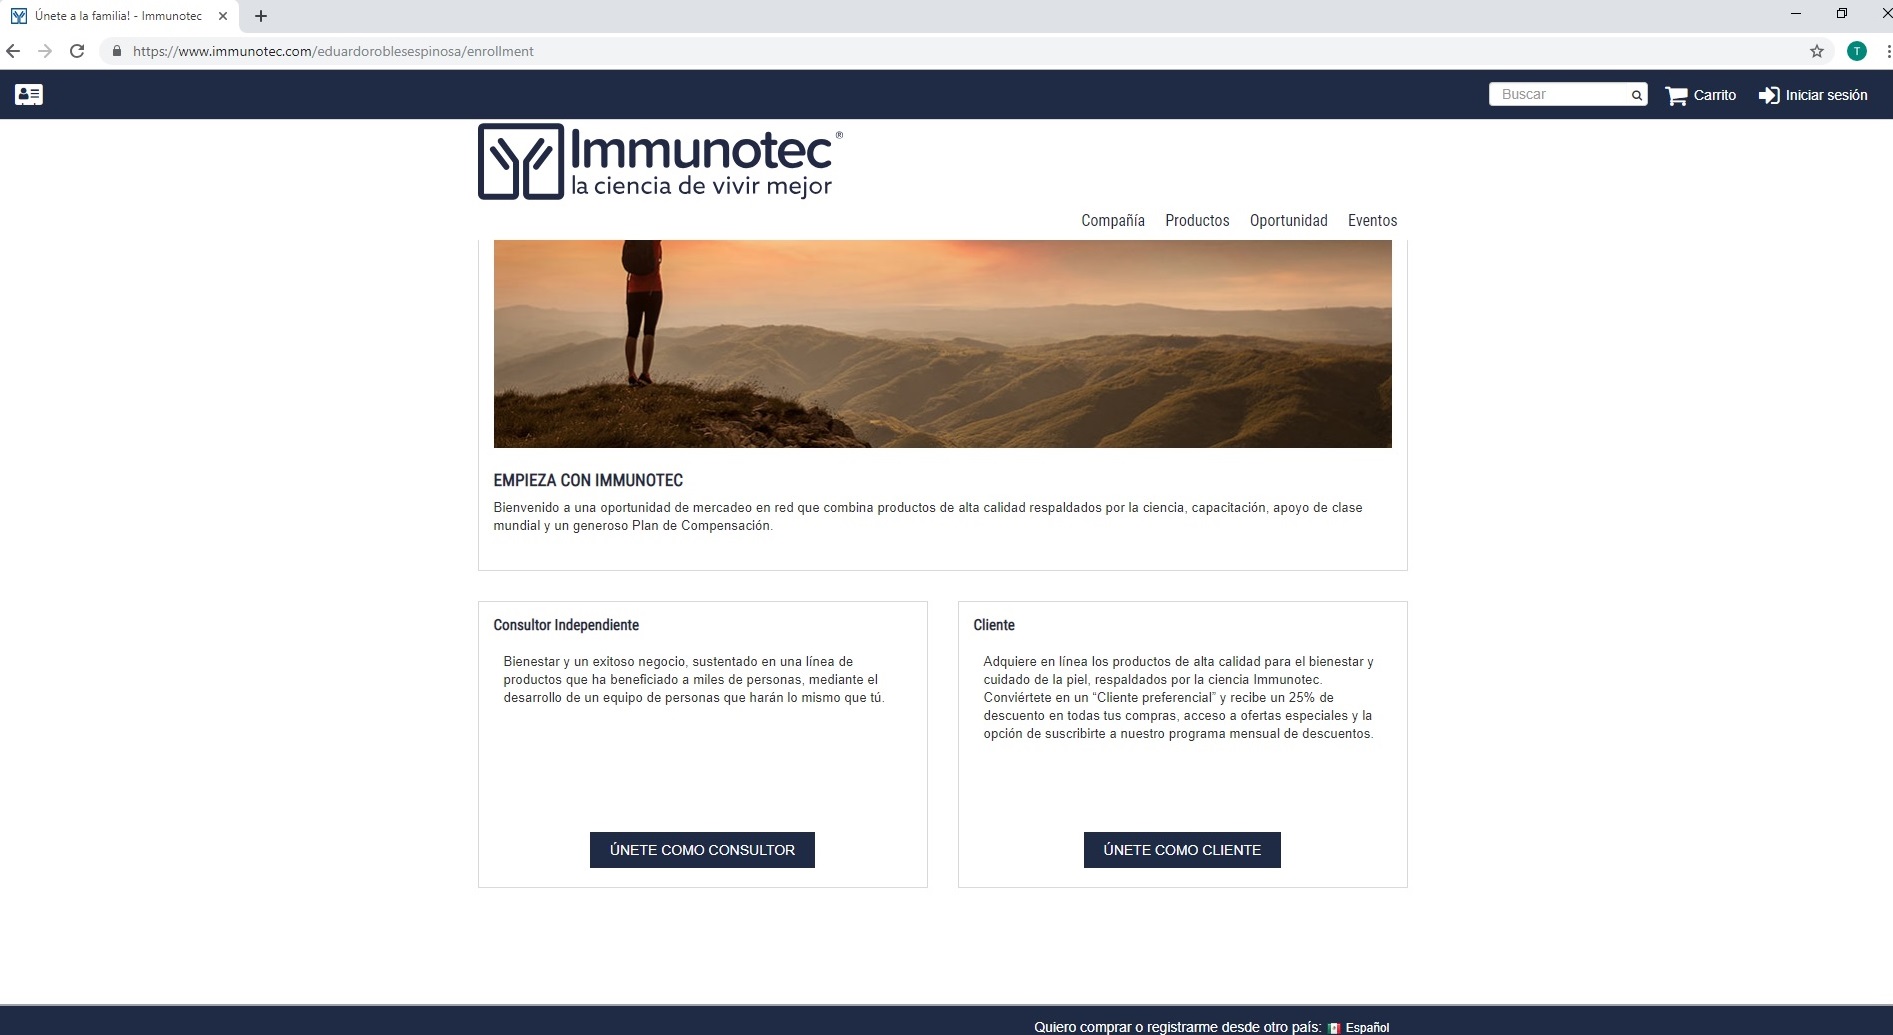 Únete a la familia! - Immunotec
https://www.immunotec.com/eduardoroblesespinosa/enrollment
T
Buscar
Carrito
Iniciar sesión
Immunotec®
la ciencia de vivir mejor
Compañía Productos Oportunidad Eventos
EMPIEZA CON IMMUNOTEC
Bienvenido a una oportunidad de mercadeo en red que combina productos de alta calidad respaldados por la ciencia, capacitación, apoyo de clase
mundial y un generoso Plan de Compensación.
Consultor Independiente
Bienestar y un exitoso negocio, sustentado en una línea de
productos que ha beneficiado a miles de personas, mediante el
desarrollo de un equipo de personas que harán lo mismo que tú.
ÚNETE COMO CONSULTOR
Cliente
Adquiere en línea los productos de alta calidad para el bienestar y
cuidado de la piel, respaldados por la ciencia Immunotec.
Conviértete en un “Cliente preferencial” y recibe un 25% de
descuento en todas tus compras, acceso a ofertas especiales y la
opción de suscribirte a nuestro programa mensual de descuentos.
ÚNETE COMO CLIENTE
Quiero comprar o registrarme desde otro país: Español